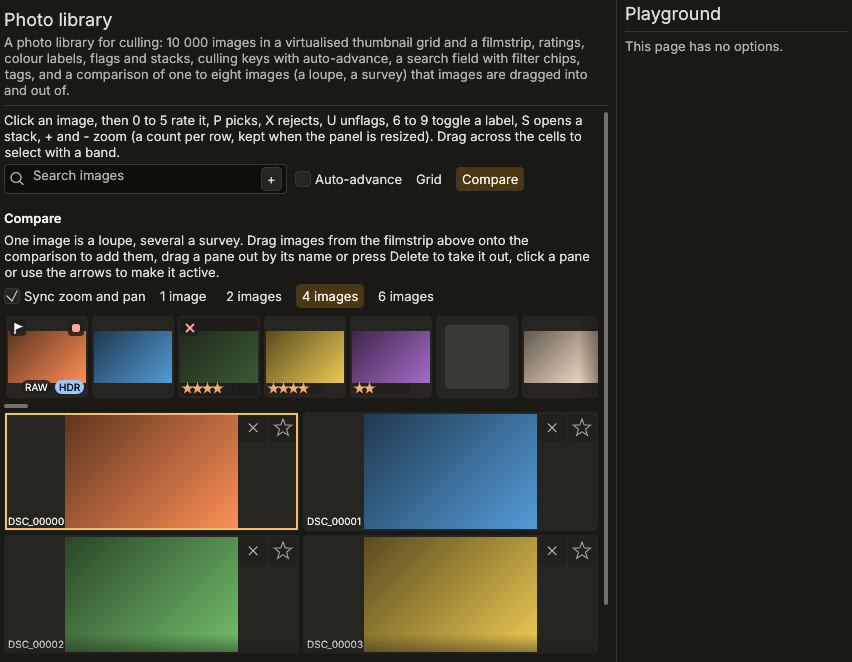 Photo library
A photo library for culling: 10 000 images in a virtualised thumbnail grid and a filmstrip, ratings,
colour labels, flags and stacks, culling keys with auto-advance, a search field with filter chips,
tags, and a comparison of one to eight images (a loupe, a survey) that images are dragged into
and out of.
Click an image, then 0 to 5 rate it, P picks, X rejects, U unflags, 6 to 9 toggle a label, S opens a
stack, + and - zoom (a count per row, kept when the panel is resized). Drag across the cells to
select with a band.
Search images
+
Auto-advance
Grid
Compare
Compare
One image is a loupe, several a survey. Drag images from the filmstrip above onto the
comparison to add them, drag a pane out by its name or press Delete to take it out, click a pane
or use the arrows to make it active.
Sync zoom and pan
1 image
2 images
4 images
6 images
RAW
HDR
DSC_00000
DSC_00001
DSC_00002
DSC_00003
Playground
This page has no options.